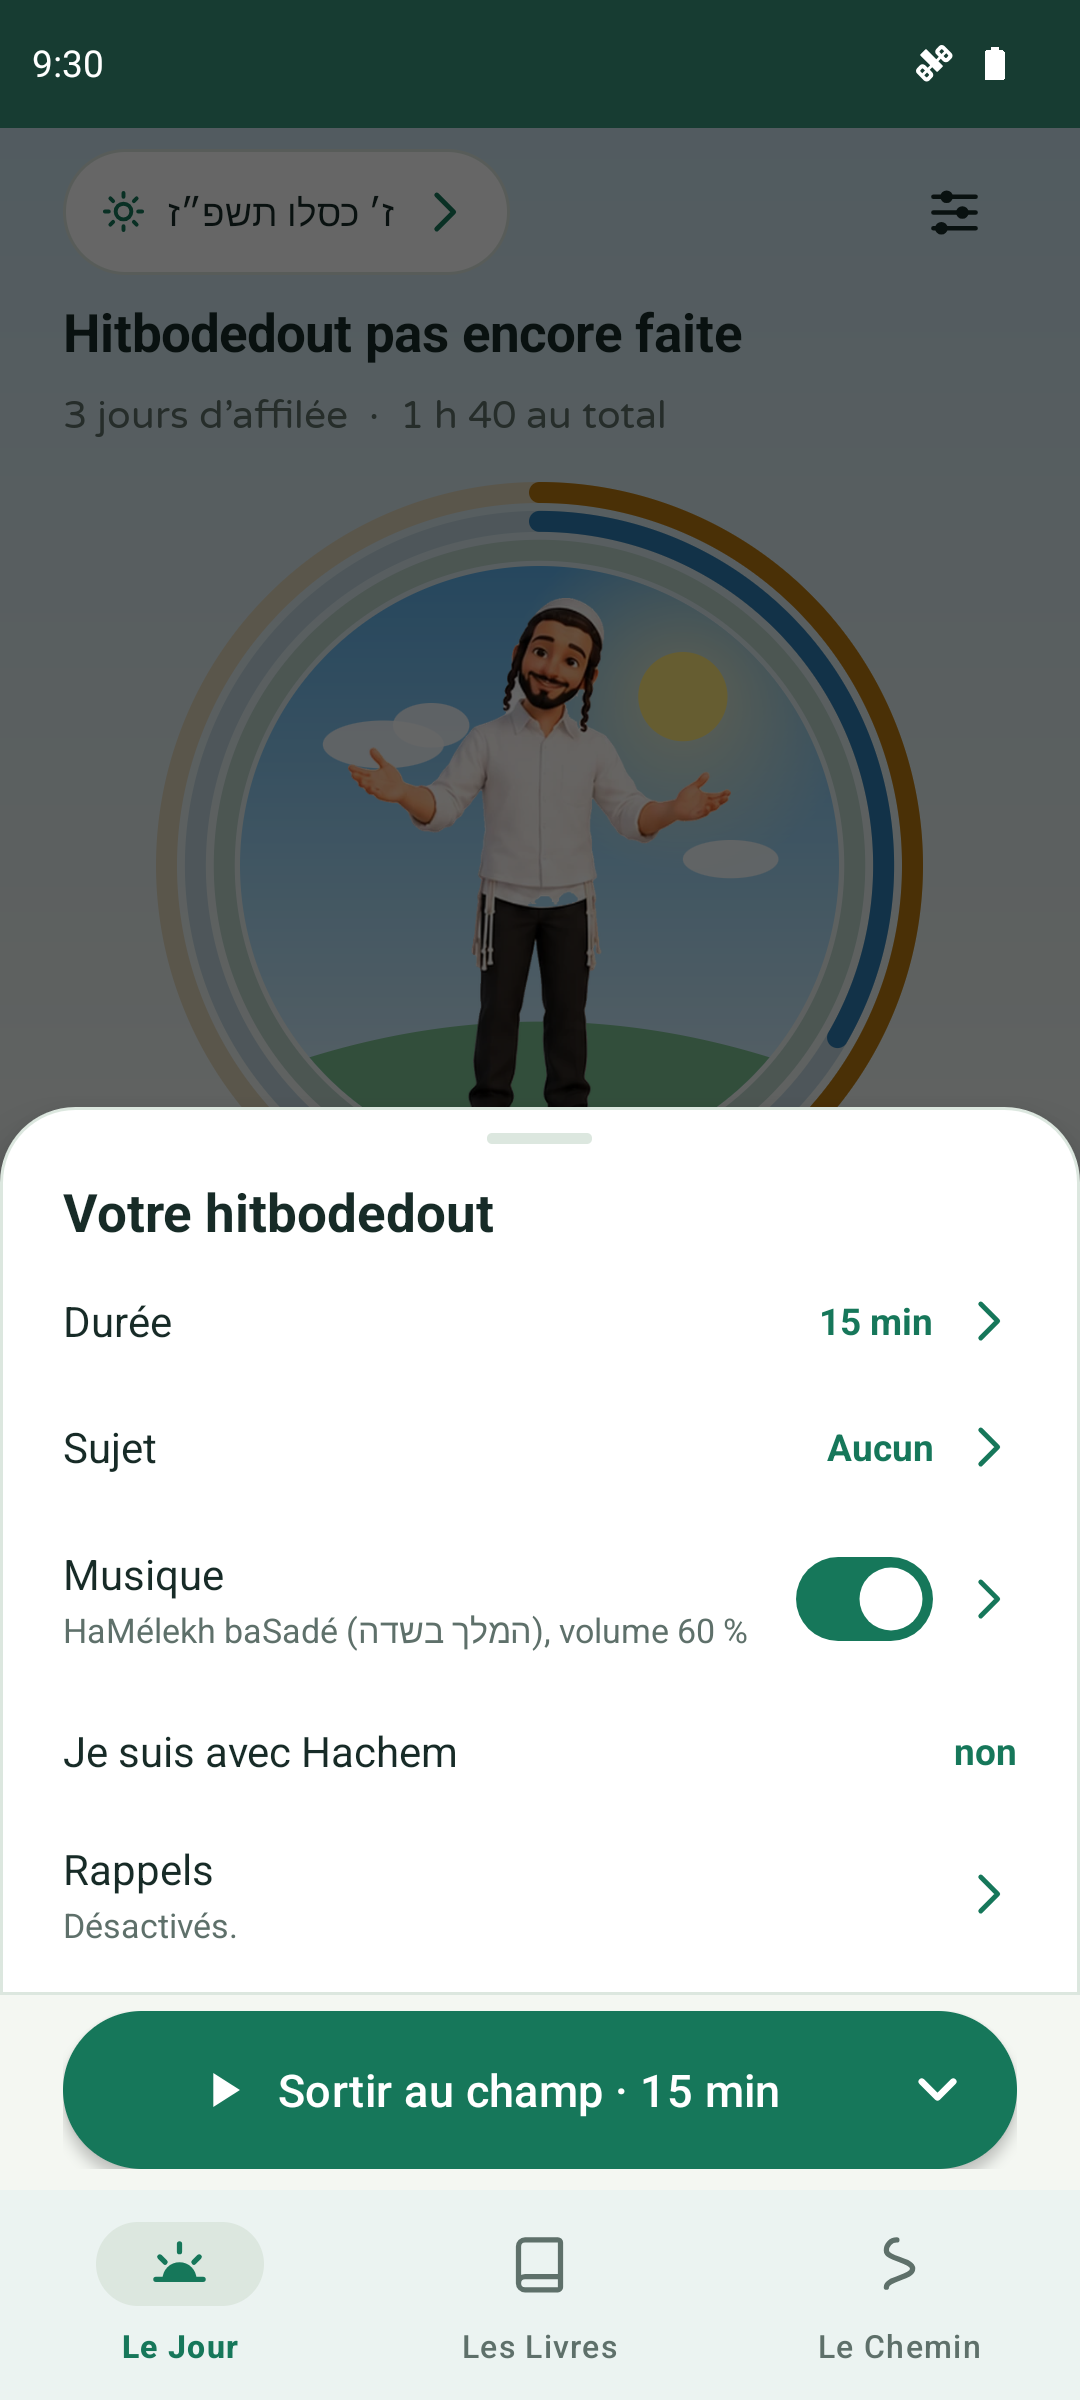 9:30
ז׳ כסלו תשפ״ז
Hitbodedout pas encore faite
3 jours d’affilée · 1 h 40 au total
Votre hitbodedout
Durée
15 min
Sujet
Aucun
Musique
HaMélekh baSadé (המלך בשדה), volume 60 %
Je suis avec Hachem
non
Rappels
Désactivés.
Sortir au champ · 15 min
Le Jour
Les Livres
Le Chemin